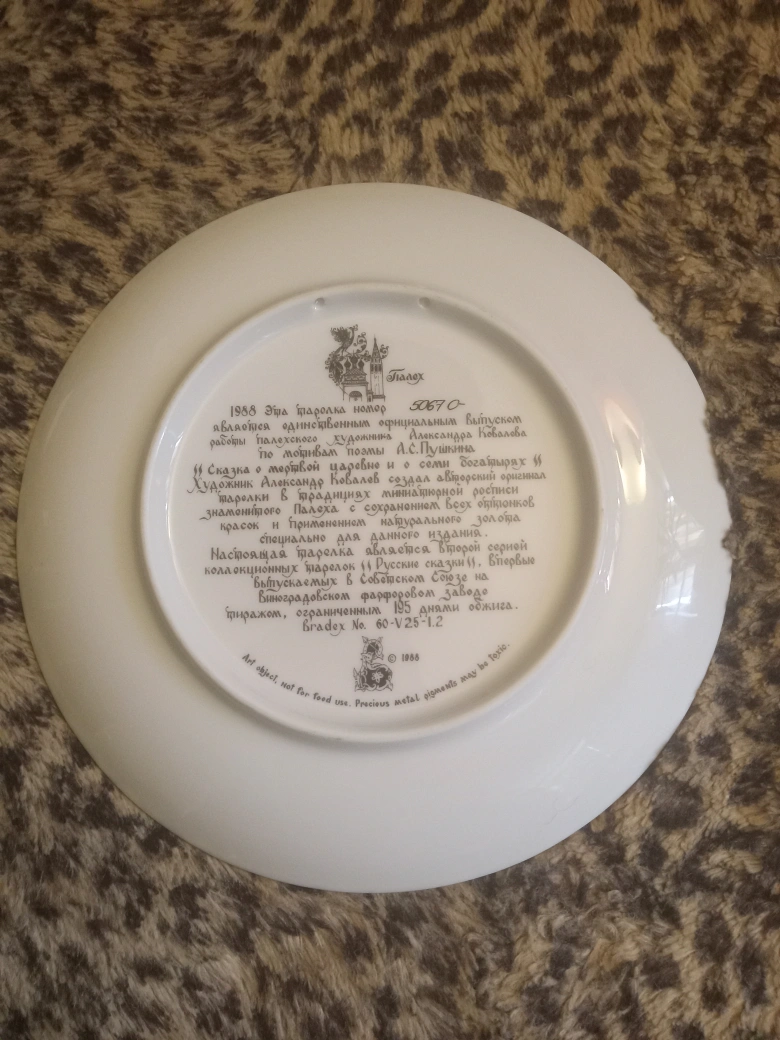 Палех
1988 Эта тарелка номер 5067 О
является единственным официальным выпуском
работы палехского художника Александра Ковалева
по мотивам поэмы А.С.Пушкина
"Сказка о мертвой царевне и о семи богатырях"
Художник Александр Ковалев создал авторский оригинал
тарелки в традициях миниатюрной росписи
знаменитого Палеха с сохранением всех оттенков
красок и применением натурального золота
специально для данного издания.
Настоящая тарелка является второй серией
коллекционных тарелок "Русские сказки", впервые
выпускаемых в Советском Союзе на
Виноградовском фарфоровом заводе
тиражом, ограниченным 195 днями обжига.
Bradex No. 60-V25-1.2
© 1988
Art object, not for food use. Precious metal pigments may be toxic.